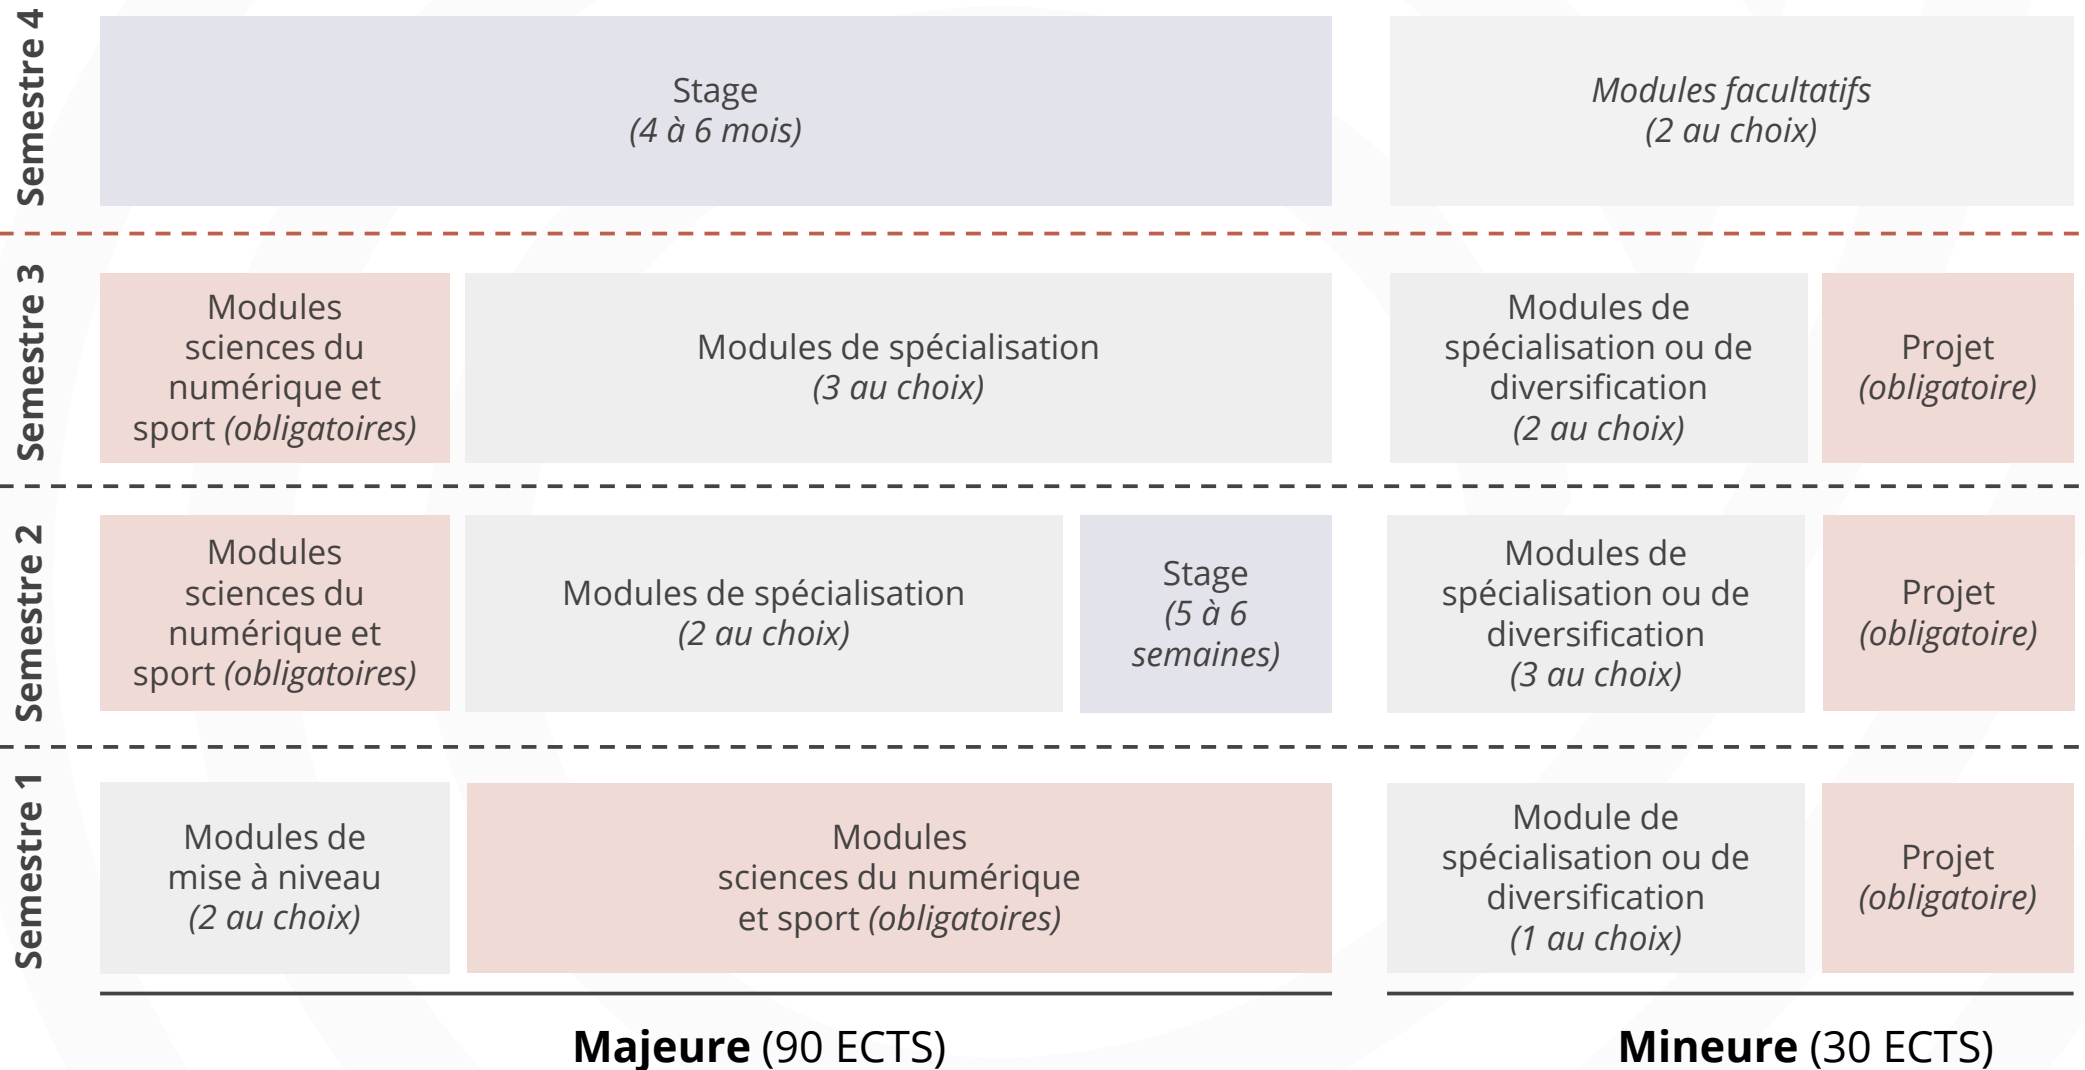 Semestre 4
Stage
(4 à 6 mois)
Modules facultatifs
(2 au choix)
Semestre 3
Modules
sciences du
numérique et
sport (obligatoires)
Modules de spécialisation
(3 au choix)
Modules de
spécialisation ou de
diversification
(2 au choix)
Projet
(obligatoire)
Semestre 2
Modules
sciences du
numérique et
sport (obligatoires)
Modules de spécialisation
(2 au choix)
Stage
(5 à 6
semaines)
Modules de
spécialisation ou de
diversification
(3 au choix)
Projet
(obligatoire)
Semestre 1
Modules de
mise à niveau
(2 au choix)
Modules
sciences du numérique
et sport (obligatoires)
Module de
spécialisation ou de
diversification
(1 au choix)
Projet
(obligatoire)
Majeure (90 ECTS)
Mineure (30 ECTS)